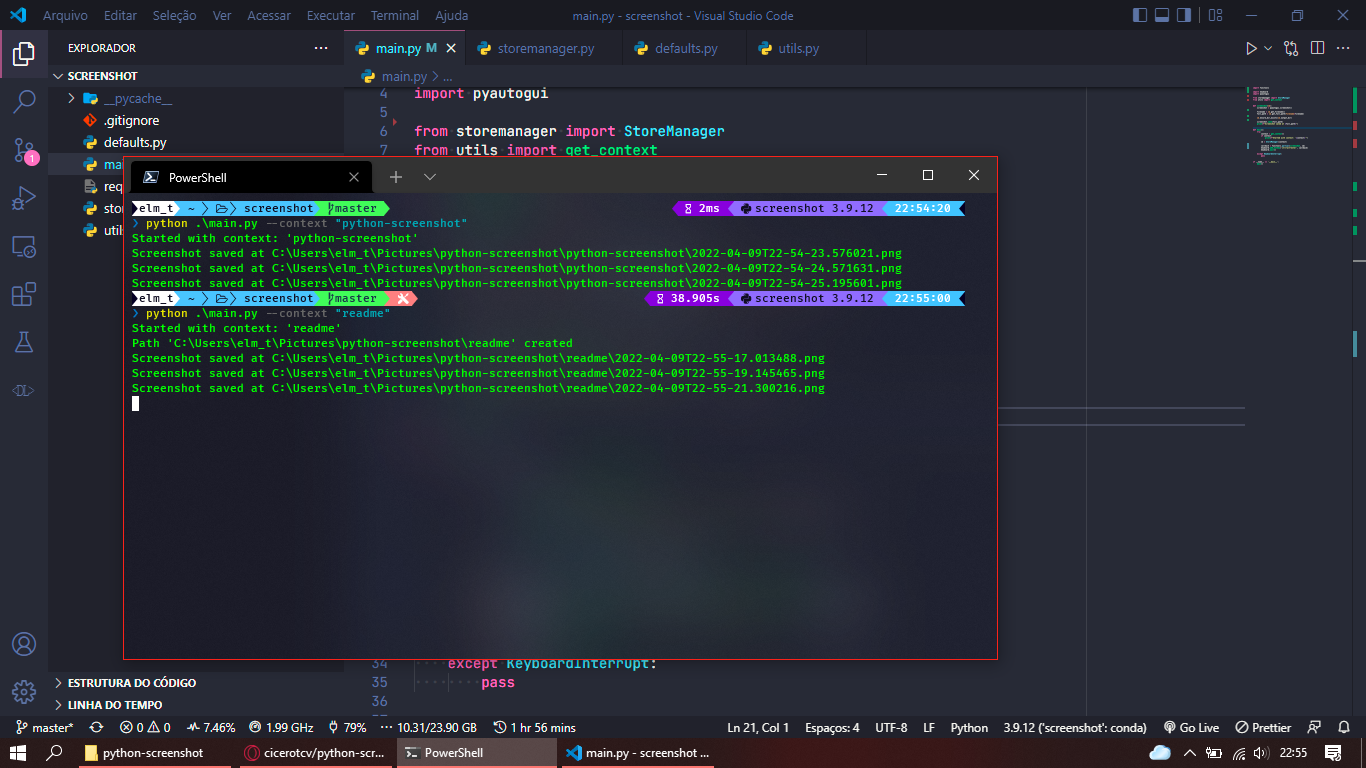 Arquivo Editar Seleção Ver Acessar Executar Terminal Ajuda
main.py - screenshot - Visual Studio Code
EXPLORADOR
SCREENSHOT
__pycache__
.gitignore
defaults.py
main.py M
storemanager.py
defaults.py
utils.py
main.py > ...
4 import pyautogui
5
6 from storemanager import StoreManager
7 from utils import get_context
PowerShell
elm_t ~ screenshot master
2ms screenshot 3.9.12 22:54:20
❯ python .\main.py --context "python-screenshot"
Started with context: 'python-screenshot'
Screenshot saved at C:\Users\elm_t\Pictures\python-screenshot\python-screenshot\2022-04-09T22-54-23.576021.png
Screenshot saved at C:\Users\elm_t\Pictures\python-screenshot\python-screenshot\2022-04-09T22-54-24.571631.png
Screenshot saved at C:\Users\elm_t\Pictures\python-screenshot\python-screenshot\2022-04-09T22-54-25.195601.png
elm_t ~ screenshot master
38.905s screenshot 3.9.12 22:55:00
❯ python .\main.py --context "readme"
Started with context: 'readme'
Path 'C:\Users\elm_t\Pictures\python-screenshot\readme' created
Screenshot saved at C:\Users\elm_t\Pictures\python-screenshot\readme\2022-04-09T22-55-17.013488.png
Screenshot saved at C:\Users\elm_t\Pictures\python-screenshot\readme\2022-04-09T22-55-19.145465.png
Screenshot saved at C:\Users\elm_t\Pictures\python-screenshot\readme\2022-04-09T22-55-21.300216.png
34 except KeyboardInterrupt:
35 pass
36
ESTRUTURA DO CÓDIGO
LINHA DO TEMPO
1
master* 0 0 7.46% 1.99 GHz 79% 10.31/23.90 GB 1 hr 56 mins
Ln 21, Col 1 Espaços: 4 UTF-8 LF Python 3.9.12 ('screenshot': conda) Go Live Prettier
python-screenshot
cicerotcv/python-scr...
PowerShell
main.py - screenshot ...
22:55